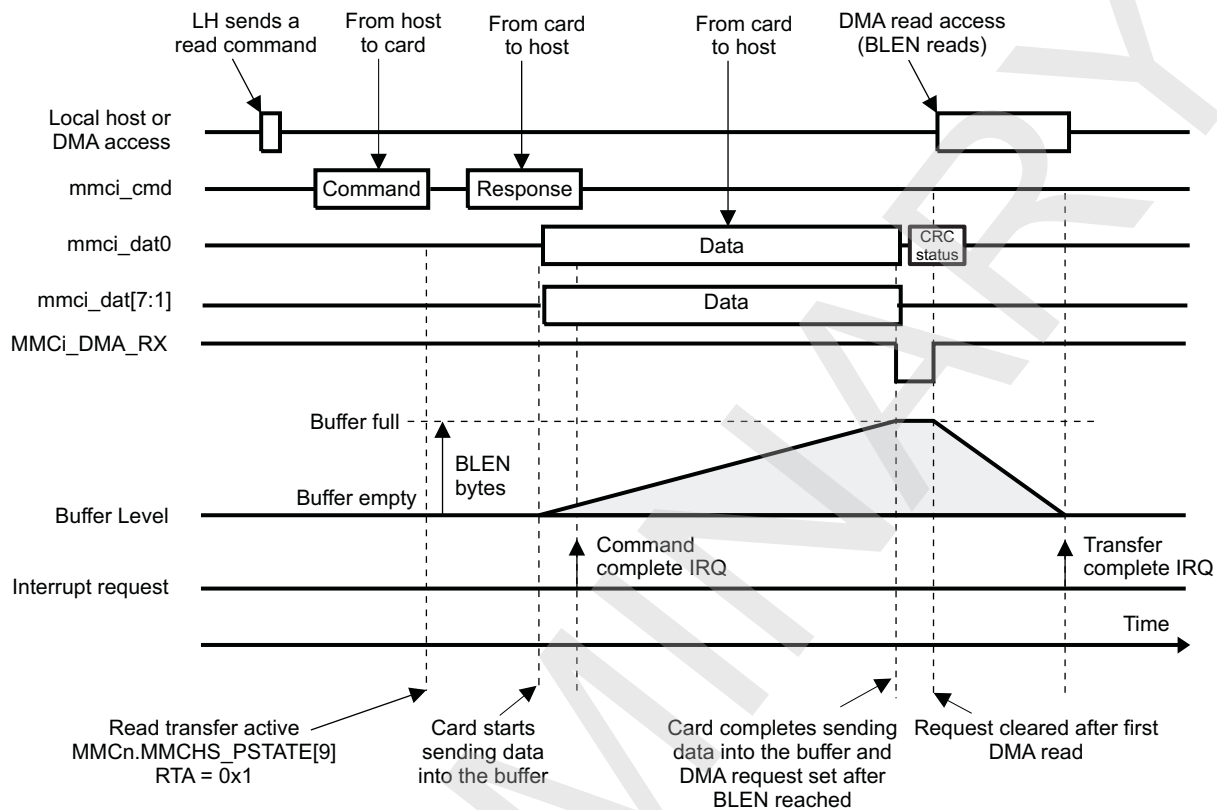 LH sends a
read command
From host
to card
From card
to host
From card
to host
DMA read access
(BLEN reads)
Local host or
DMA access
mmci_cmd
Command
Response
mmci_dat0
Data
CRC
status
mmci_dat[7:1]
Data
MMCi_DMA_RX
Buffer full
BLEN
bytes
Buffer empty
Buffer Level
Command
complete IRQ
Transfer
complete IRQ
Interrupt request
Time
Read transfer active
MMCn.MMCHS_PSTATE[9]
RTA = 0x1
Card starts
sending data
into the buffer
Card completes sending
data into the buffer and
DMA request set after
BLEN reached
Request cleared after first
DMA read
MINARY